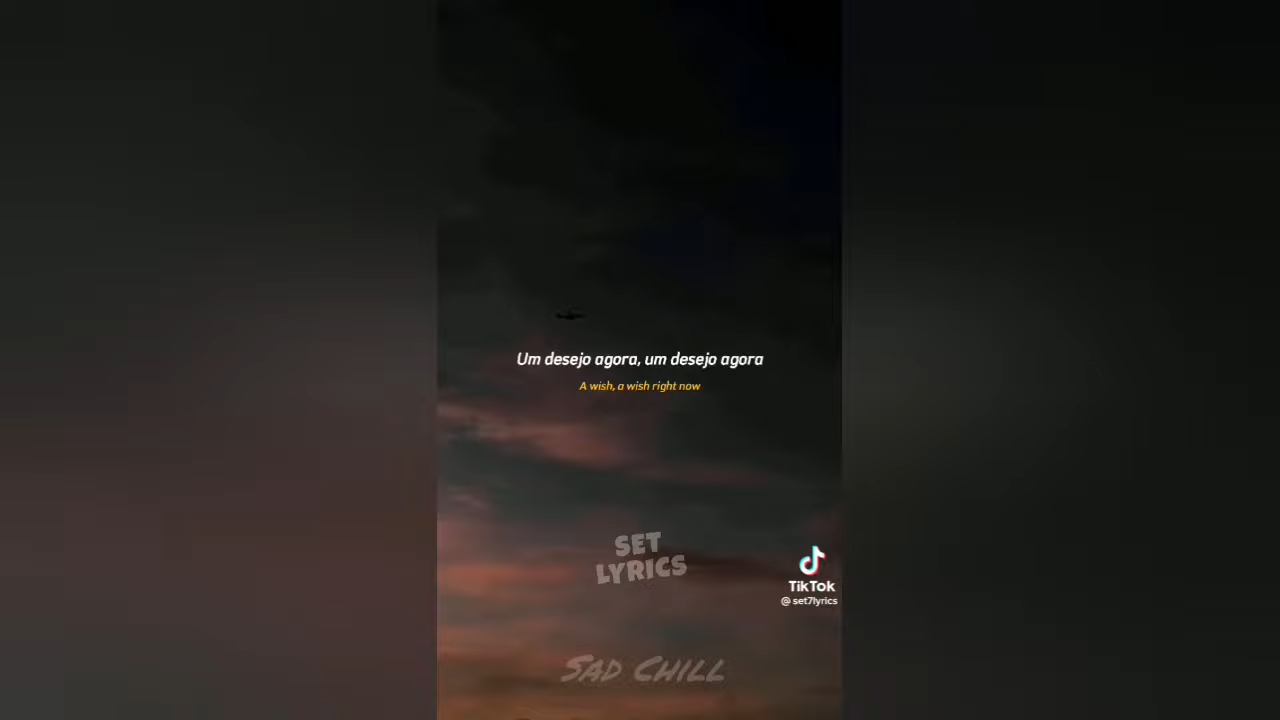 Um desejo agora, um desejo agora
A wish, a wish right now
SET
LYRICS
TikTok
@set7lyrics
SAD CHILL